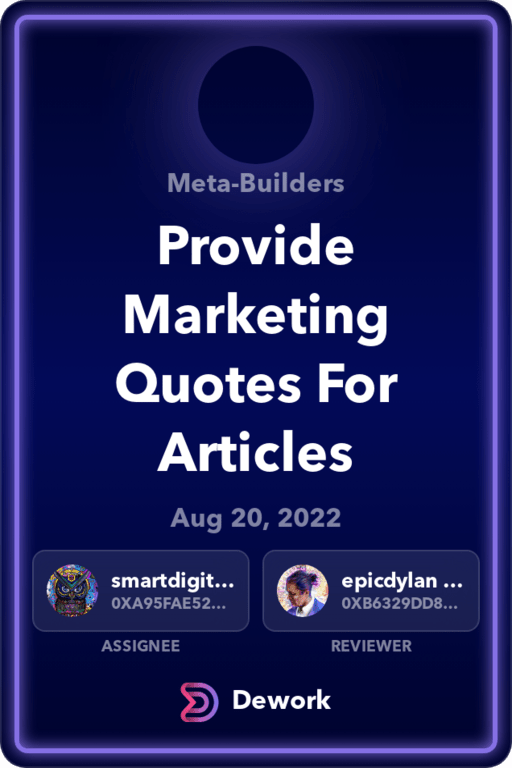 Meta-Builders
Provide
Marketing
Quotes For
Articles
Aug 20, 2022
smartdigit...
0XA95FAE52...
epicdylan ...
0XB6329DD8...
ASSIGNEE
REVIEWER
Dework